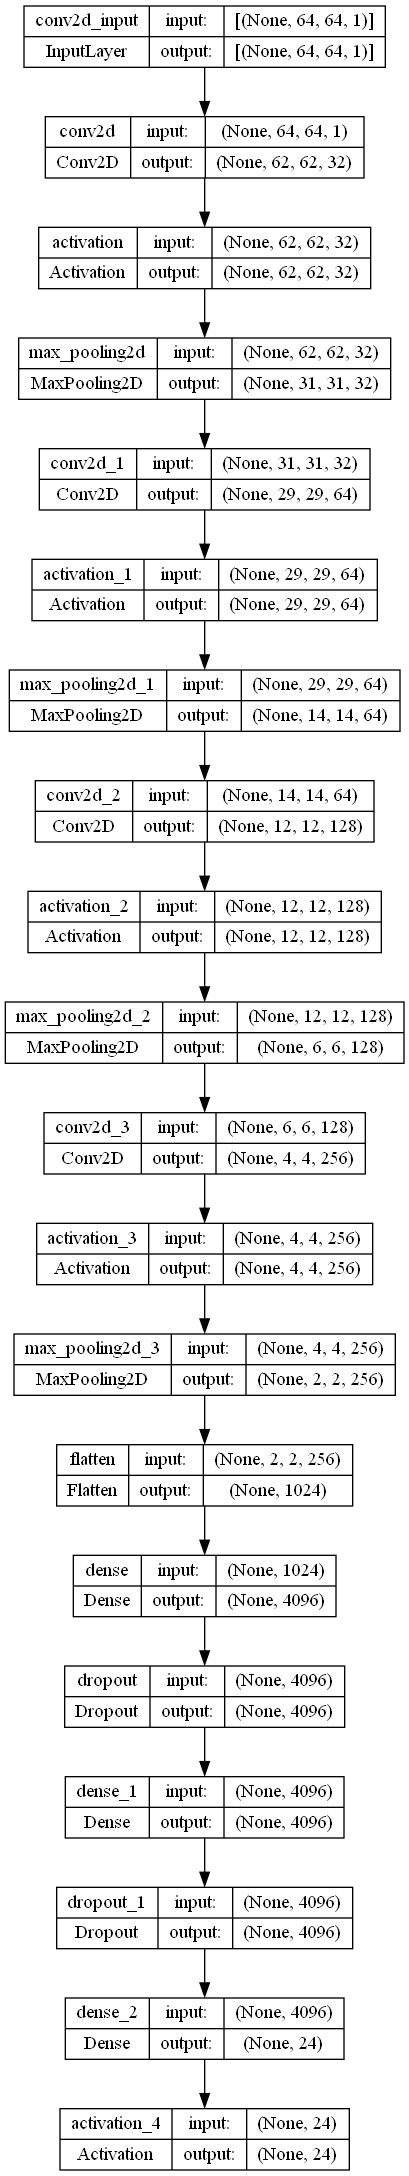 conv2d_input input: [(None, 64, 64, 1)]
InputLayer output: [(None, 64, 64, 1)]
conv2d input: (None, 64, 64, 1)
Conv2D output: (None, 62, 62, 32)
activation input: (None, 62, 62, 32)
Activation output: (None, 62, 62, 32)
max_pooling2d input: (None, 62, 62, 32)
MaxPooling2D output: (None, 31, 31, 32)
conv2d_1 input: (None, 31, 31, 32)
Conv2D output: (None, 29, 29, 64)
activation_1 input: (None, 29, 29, 64)
Activation output: (None, 29, 29, 64)
max_pooling2d_1 input: (None, 29, 29, 64)
MaxPooling2D output: (None, 14, 14, 64)
conv2d_2 input: (None, 14, 14, 64)
Conv2D output: (None, 12, 12, 128)
activation_2 input: (None, 12, 12, 128)
Activation output: (None, 12, 12, 128)
max_pooling2d_2 input: (None, 12, 12, 128)
MaxPooling2D output: (None, 6, 6, 128)
conv2d_3 input: (None, 6, 6, 128)
Conv2D output: (None, 4, 4, 256)
activation_3 input: (None, 4, 4, 256)
Activation output: (None, 4, 4, 256)
max_pooling2d_3 input: (None, 4, 4, 256)
MaxPooling2D output: (None, 2, 2, 256)
flatten input: (None, 2, 2, 256)
Flatten output: (None, 1024)
dense input: (None, 1024)
Dense output: (None, 4096)
dropout input: (None, 4096)
Dropout output: (None, 4096)
dense_1 input: (None, 4096)
Dense output: (None, 4096)
dropout_1 input: (None, 4096)
Dropout output: (None, 4096)
dense_2 input: (None, 4096)
Dense output: (None, 24)
activation_4 input: (None, 24)
Activation output: (None, 24)